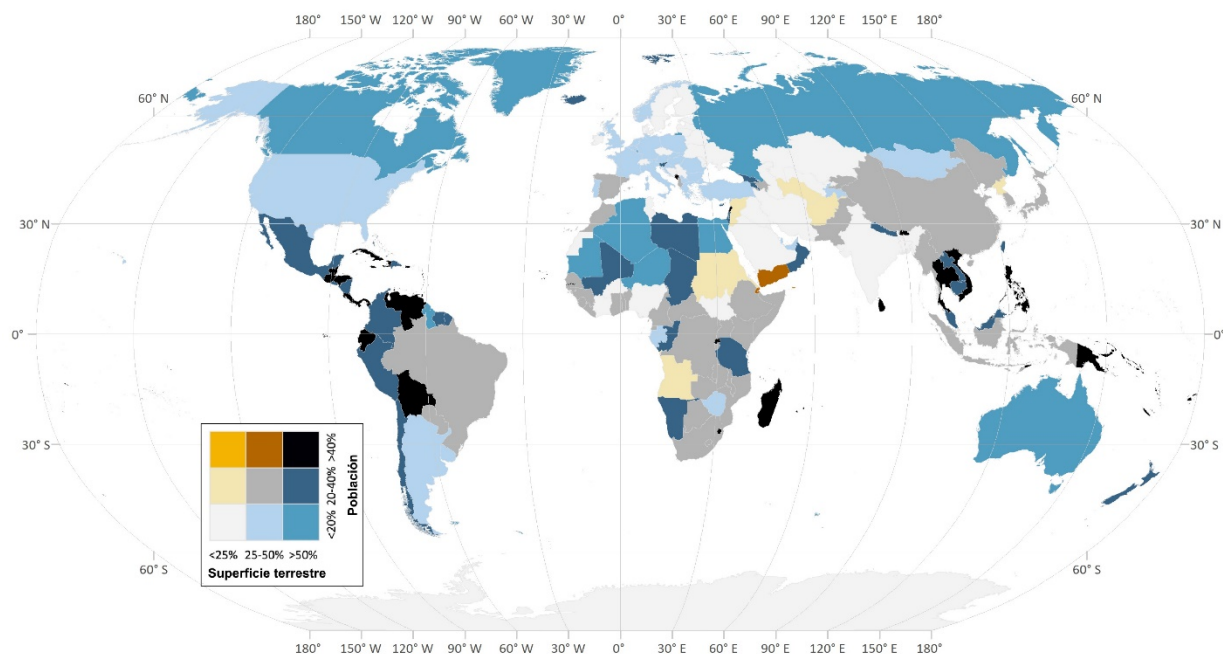 180° 150° W 120° W 90° W 60° W 30° W 0° 30° E 60° E 90° E 120° E 150° E 180°
60° N 60° N
30° N 30° N
0° 0°
30° S 30° S
60° S 60° S
>40%
20-40%
<20%
Población
<25% 25-50% >50%
Superficie terrestre
180° 150° W 120° W 90° W 60° W 30° W 0° 30° E 60° E 90° E 120° E 150° E 180°